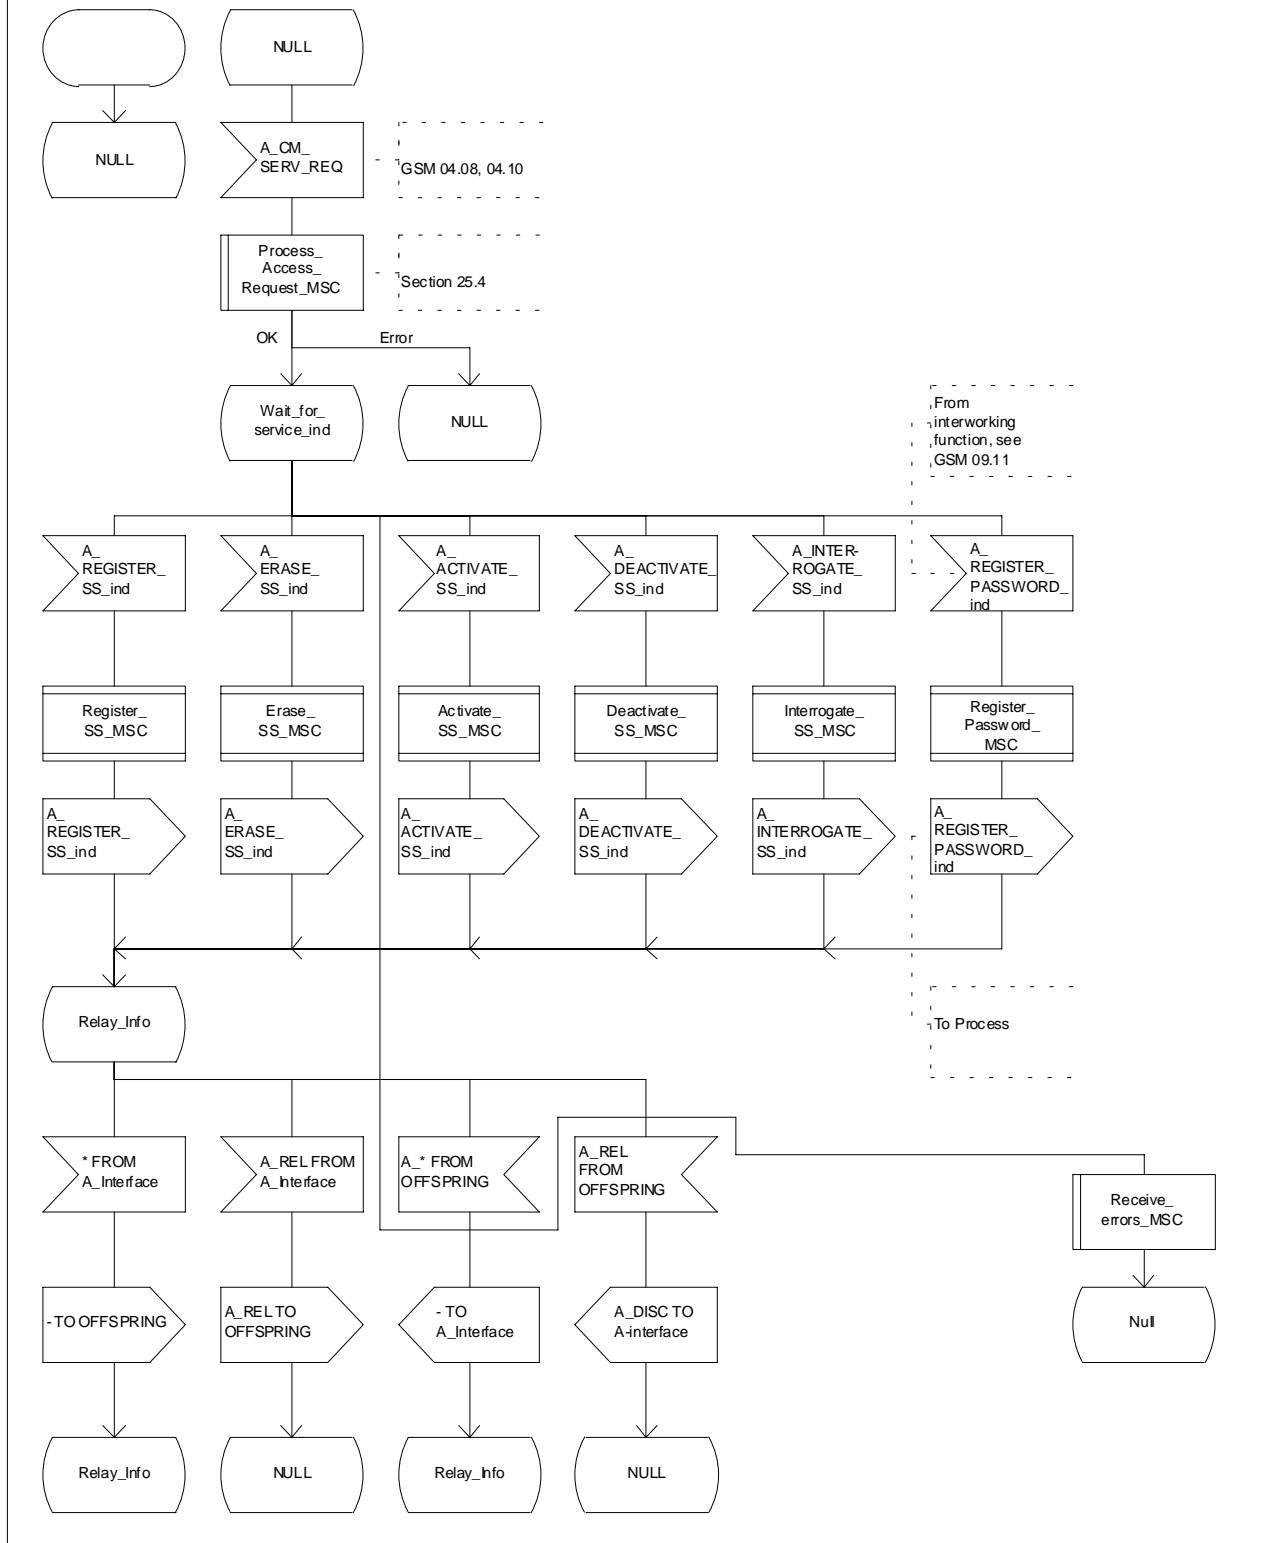 NULL
NULL
A_CM_
SERV_REQ
GSM 04.08, 04.10
Process_
Access_
Request_MSC
Section 25.4
OK
Error
Wait_for_
service_ind
NULL
From
interworking
function, see
GSM 09.11
A_
REGISTER_
SS_ind
A_
ERASE_
SS_ind
A_
ACTIVATE_
SS_ind
A_
DEACTIVATE_
SS_ind
A_INTER-
ROGATE_
SS_ind
A_
REGISTER_
PASSWORD_
ind
Register_
SS_MSC
Erase_
SS_MSC
Activate_
SS_MSC
Deactivate_
SS_MSC
Interrogate_
SS_MSC
Register_
Password_
MSC
A_
REGISTER_
SS_ind
A_
ERASE_
SS_ind
A_
ACTIVATE_
SS_ind
A_
DEACTIVATE_
SS_ind
A_
INTERROGATE_
SS_ind
A_
REGISTER_
PASSWORD_
ind
Relay_Info
To Process
* FROM
A_Interface
A_REL FROM
A_Interface
A_* FROM
OFFSPRING
A_REL
FROM
OFFSPRING
Receive_
errors_MSC
- TO OFFSPRING
A_REL TO
OFFSPRING
- TO
A_Interface
A_DISC TO
A-interface
Null
Relay_Info
NULL
Relay_Info
NULL